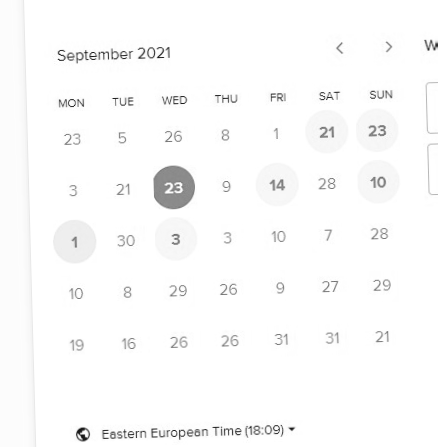 September 2021 < > W
MON TUE WED THU FRI SAT SUN
23 5 26 8 1 21 23
3 21 23 9 14 28 10
1 30 3 3 10 7 28
10 8 29 26 9 27 29
19 16 26 26 31 31 21
Eastern European Time (18:09)